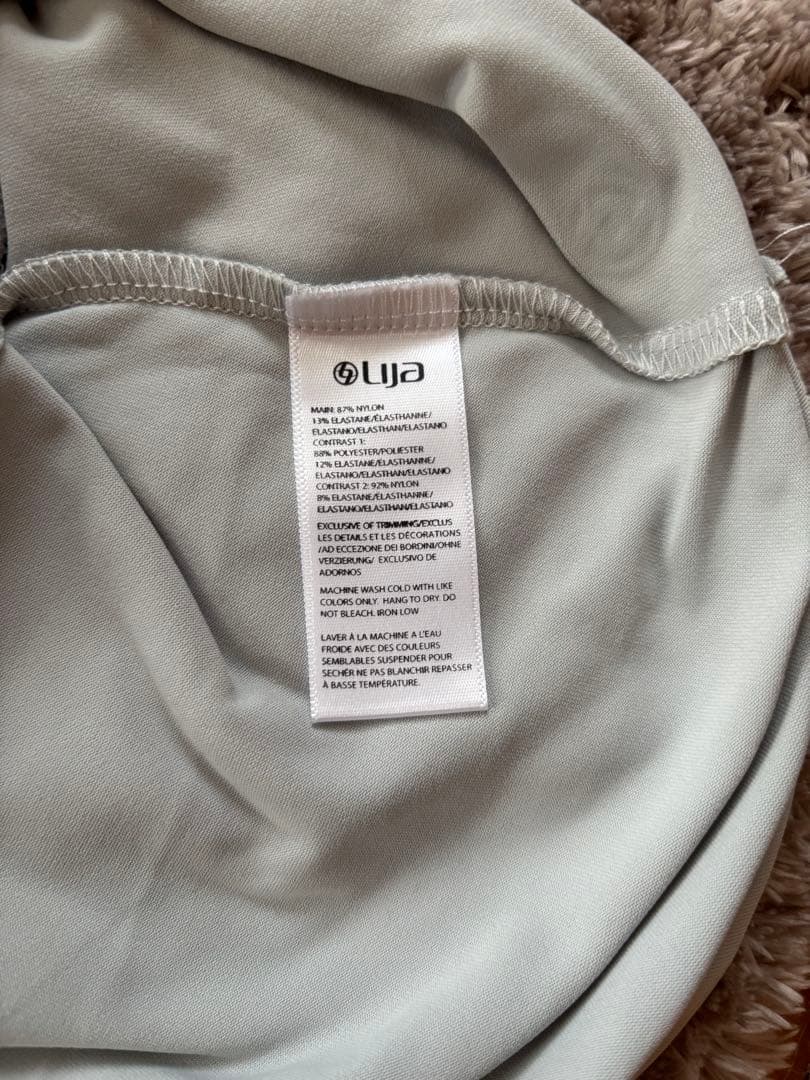 Lija
MAIN: 87% NYLON
13% ELASTANE/ÉLASTHANNE/
ELASTANO/ELASTHAN/ELASTANO
CONTRAST 1:
88% POLYESTER/POLIESTER
12% ELASTANE/ÉLASTHANNE/
ELASTANO/ELASTHAN/ELASTANO
CONTRAST 2: 92% NYLON
8% ELASTANE/ÉLASTHANNE/
ELASTANO/ELASTHAN/ELASTANO
EXCLUSIVE OF TRIMMING/EXCLUS
LES DETAILS ET LES DÉCORATIONS
/AD ECCEZIONE DEI BORDINI/OHNE
VERZIERUNG/ EXCLUSIVO DE
ADORNOS
MACHINE WASH COLD WITH LIKE
COLORS ONLY. HANG TO DRY. DO
NOT BLEACH. IRON LOW
LAVER À LA MACHINE A L'EAU
FROIDE AVEC DES COULEURS
SEMBLABLES SUSPENDER POUR
SECHÉR NE PAS BLANCHIR REPASSER
À BASSE TEMPÉRATURE.